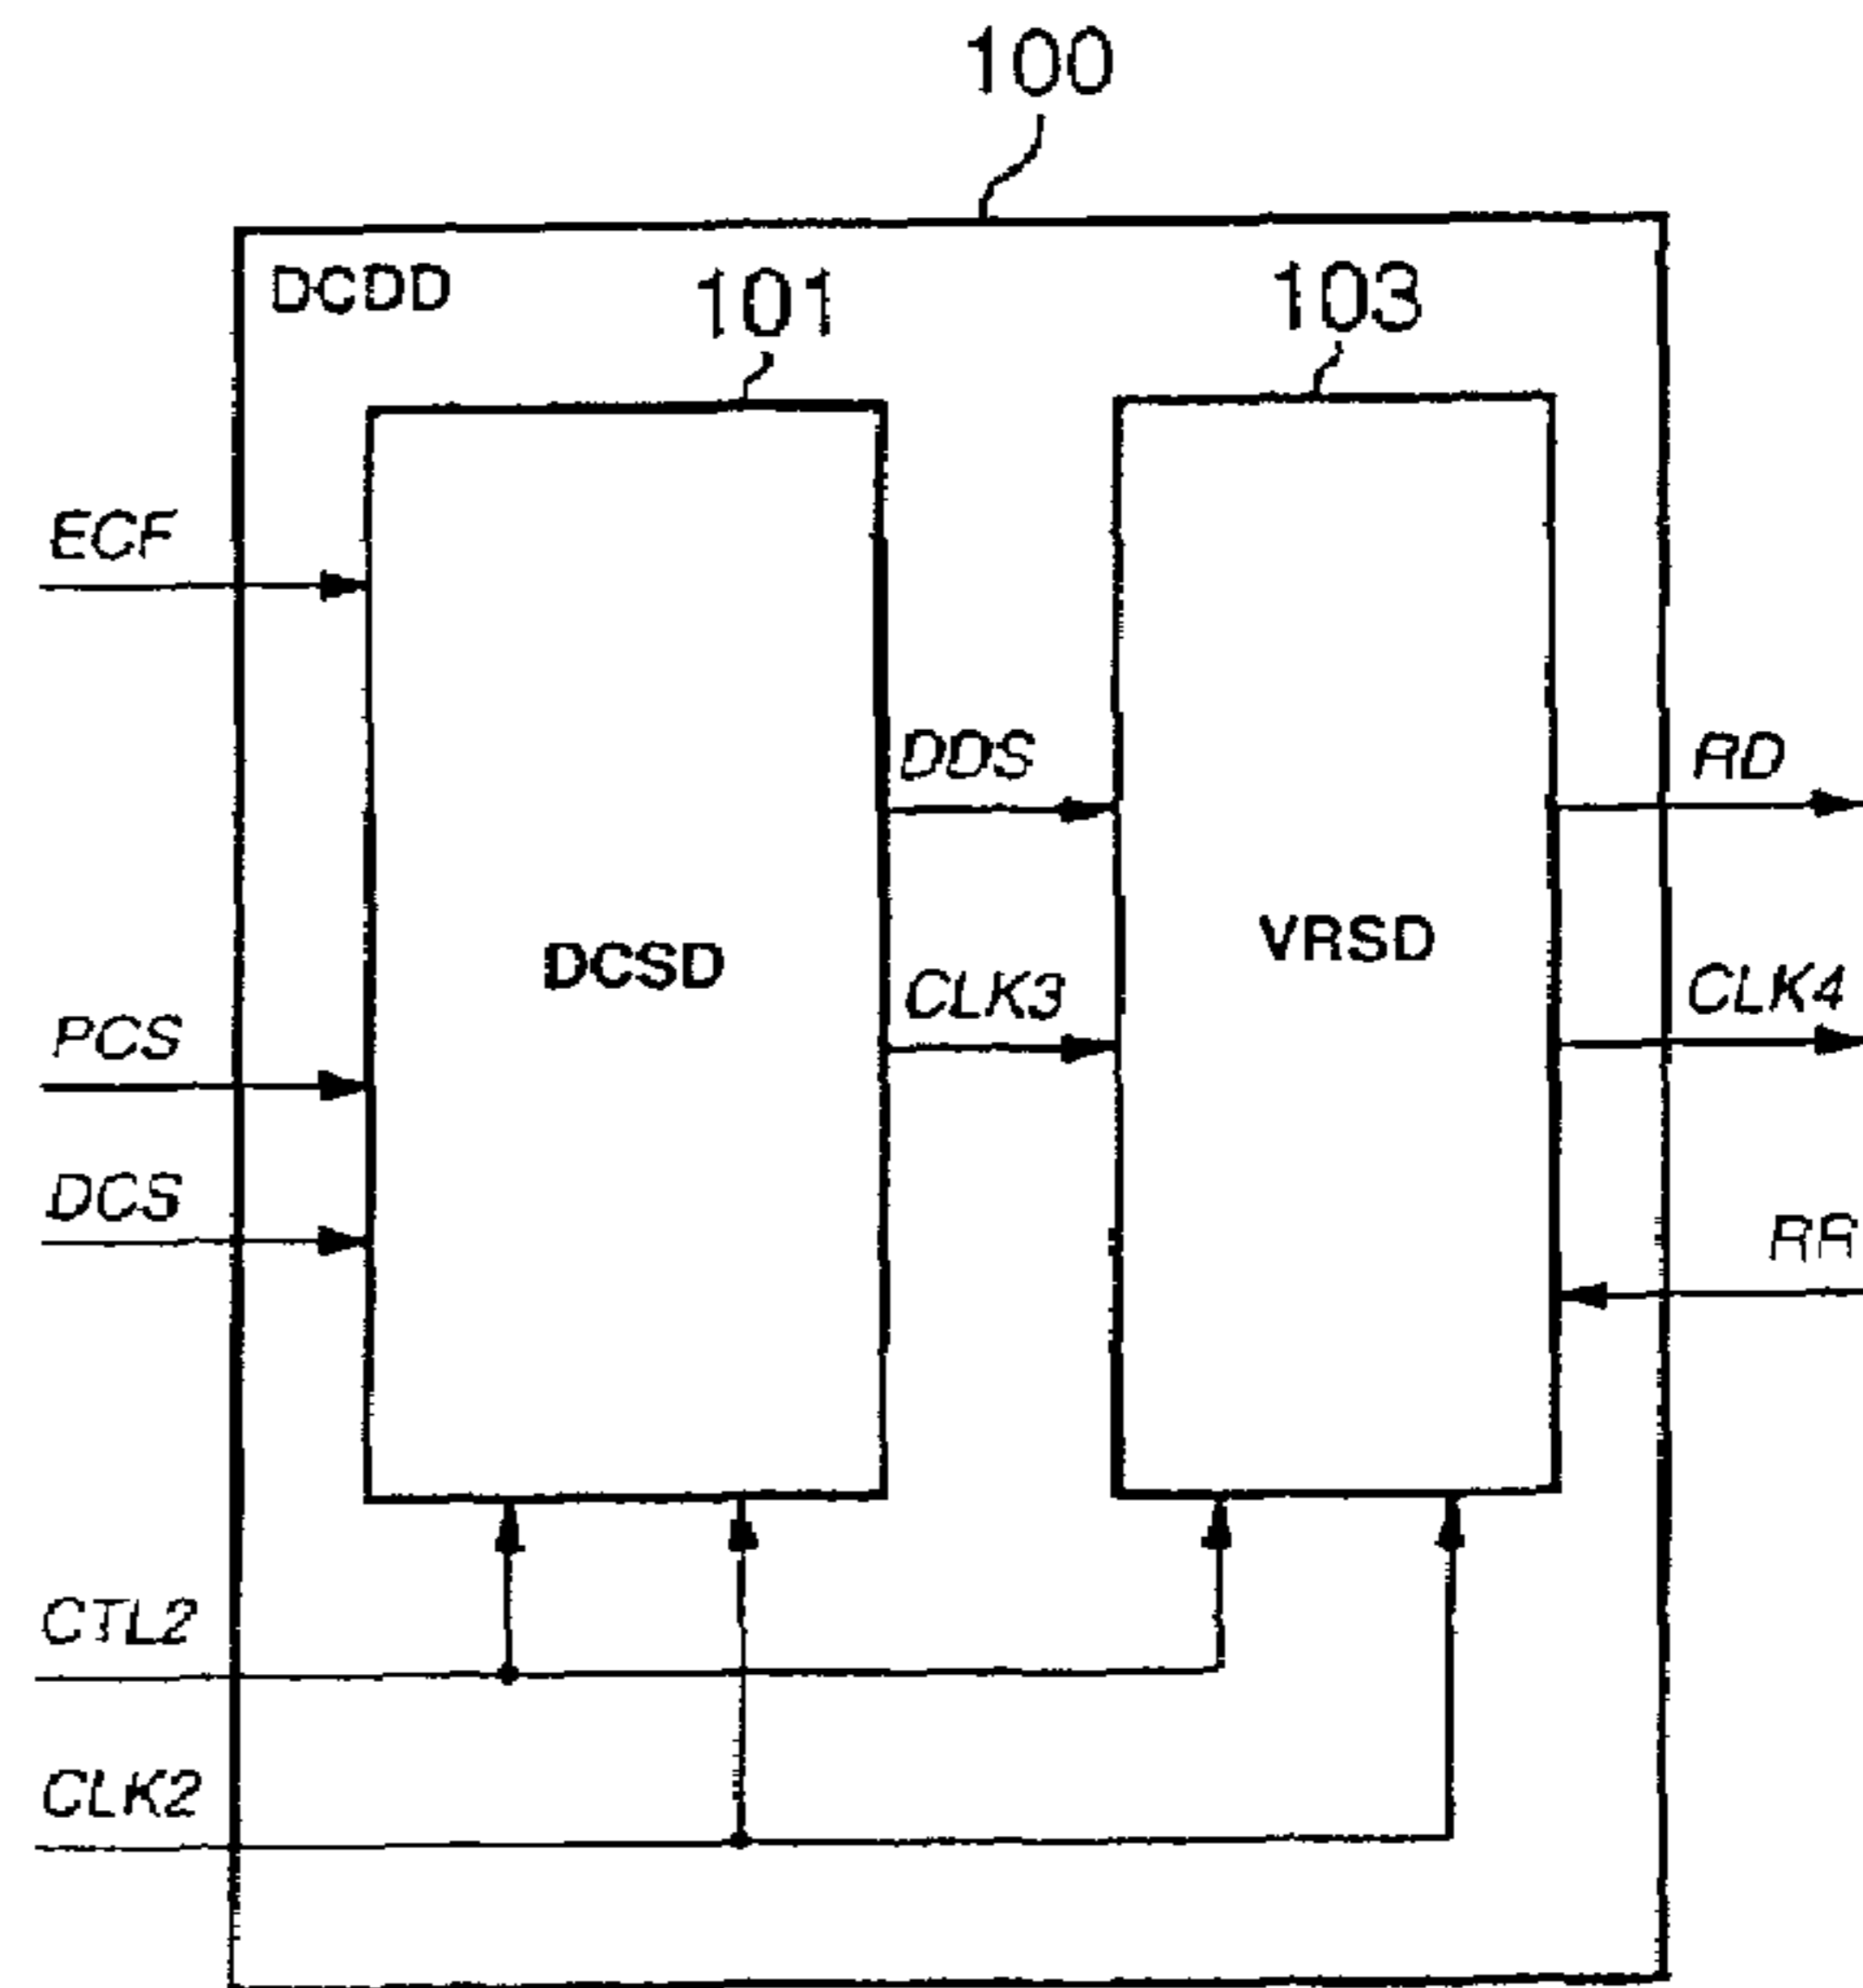 100
DCDD
101
103
ECF
DDS
RD
DCSD
VRSD
CLK3
CLK4
PCS
DCS
RR
CTL2
CLK2